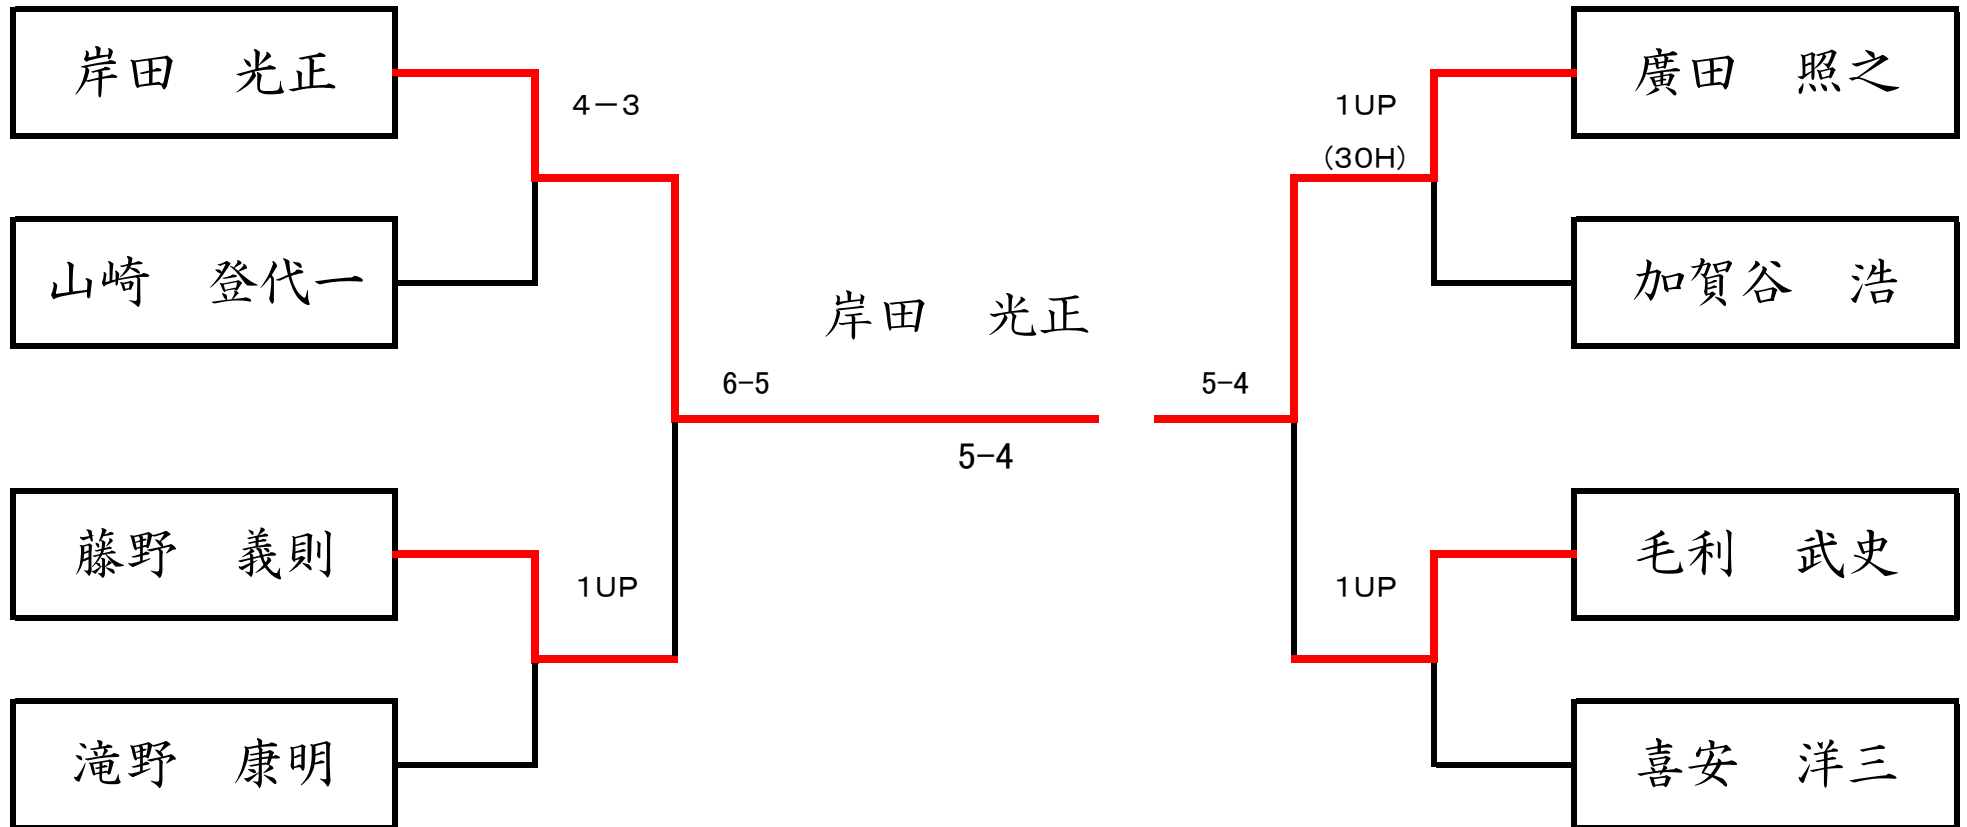 岸田　光正
4－3
1UP
(30H)
廣田　照之
山崎　登代一
加賀谷　浩
岸田　光正
6-5
5-4
5-4
藤野　義則
1UP
1UP
毛利　武史
滝野　康明
喜安　洋三